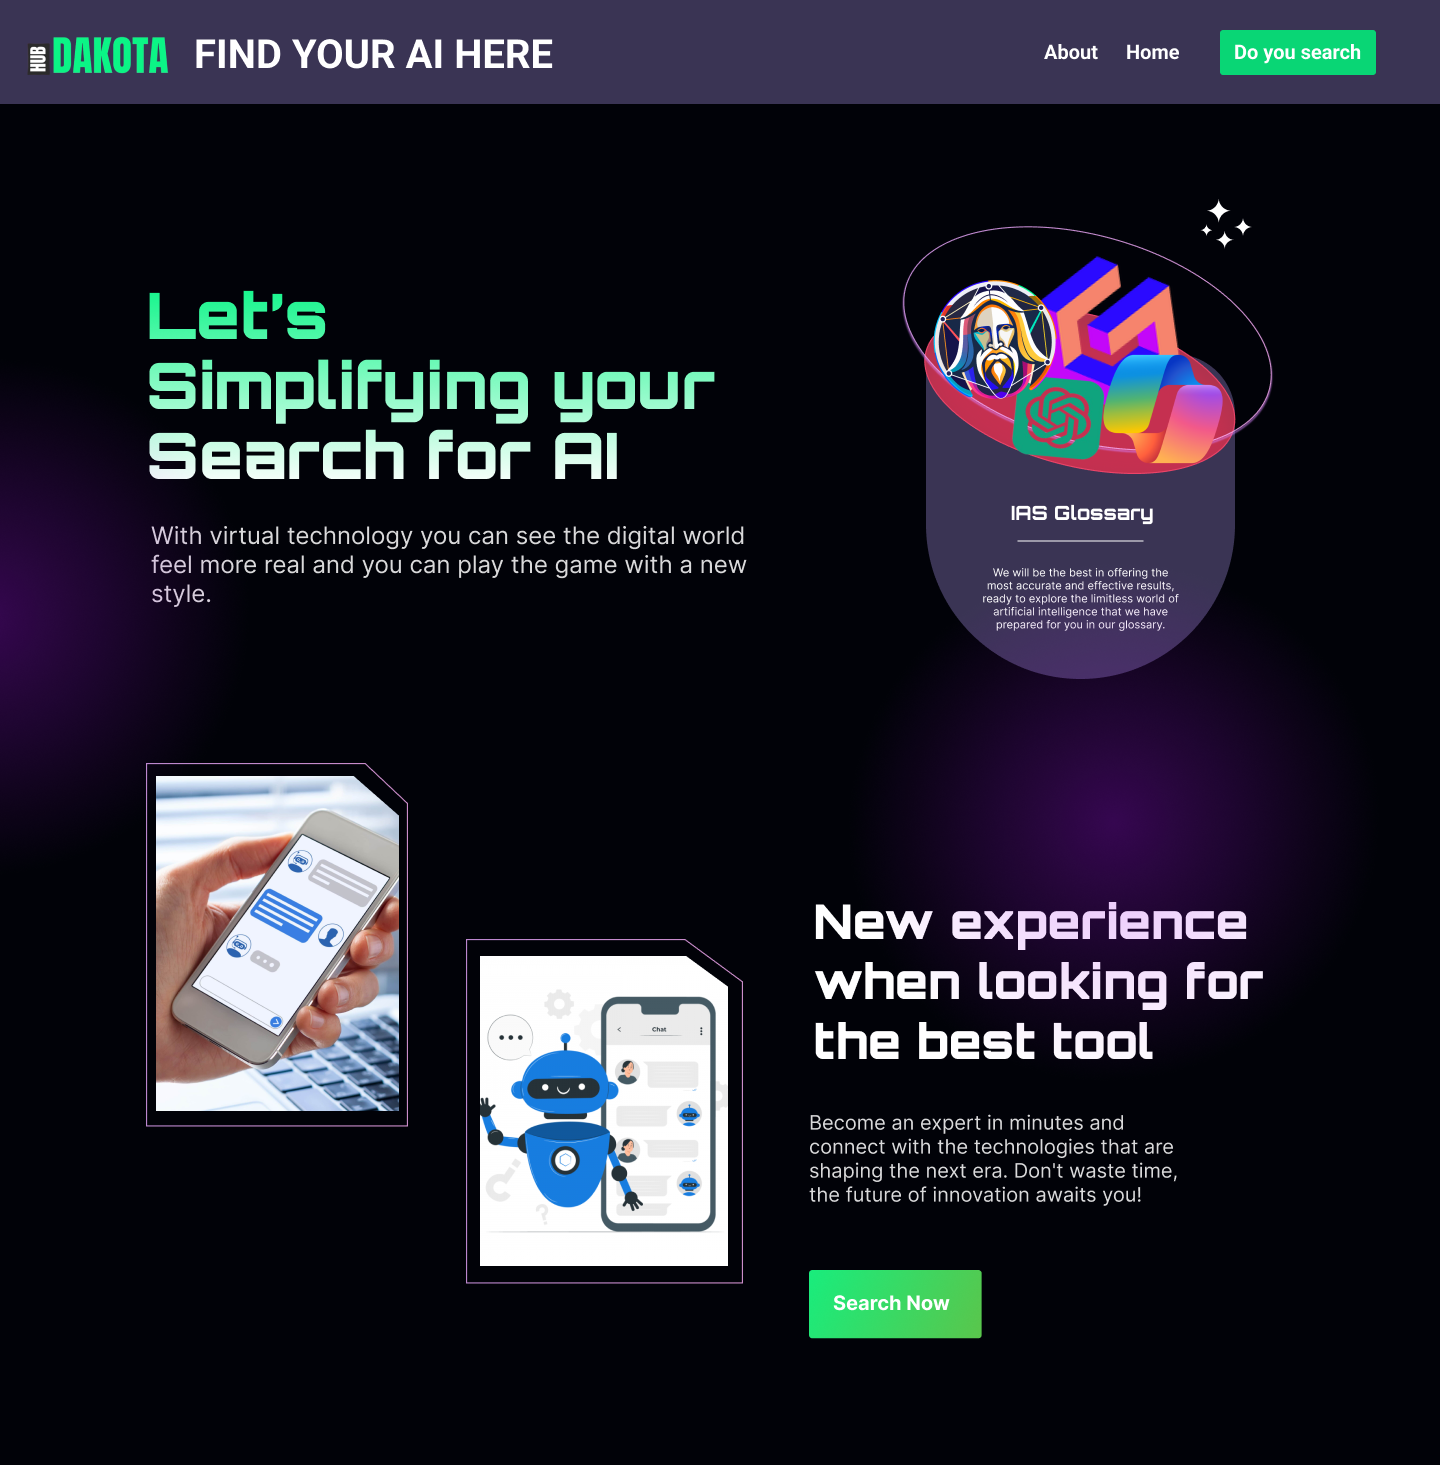 HUB DAKOTA
FIND YOUR AI HERE
About
Home
Do you search
Let's
Simplifying your
Search for AI
With virtual technology you can see the digital world
feel more real and you can play the game with a new
style.
IAS Glossary
We will be the best in offering the
most accurate and effective results,
ready to explore the limitless world of
artificial intelligence that we have
prepared for you in our glossary.
Chat
New experience
when looking for
the best tool
Become an expert in minutes and
connect with the technologies that are
shaping the next era. Don't waste time,
the future of innovation awaits you!
Search Now